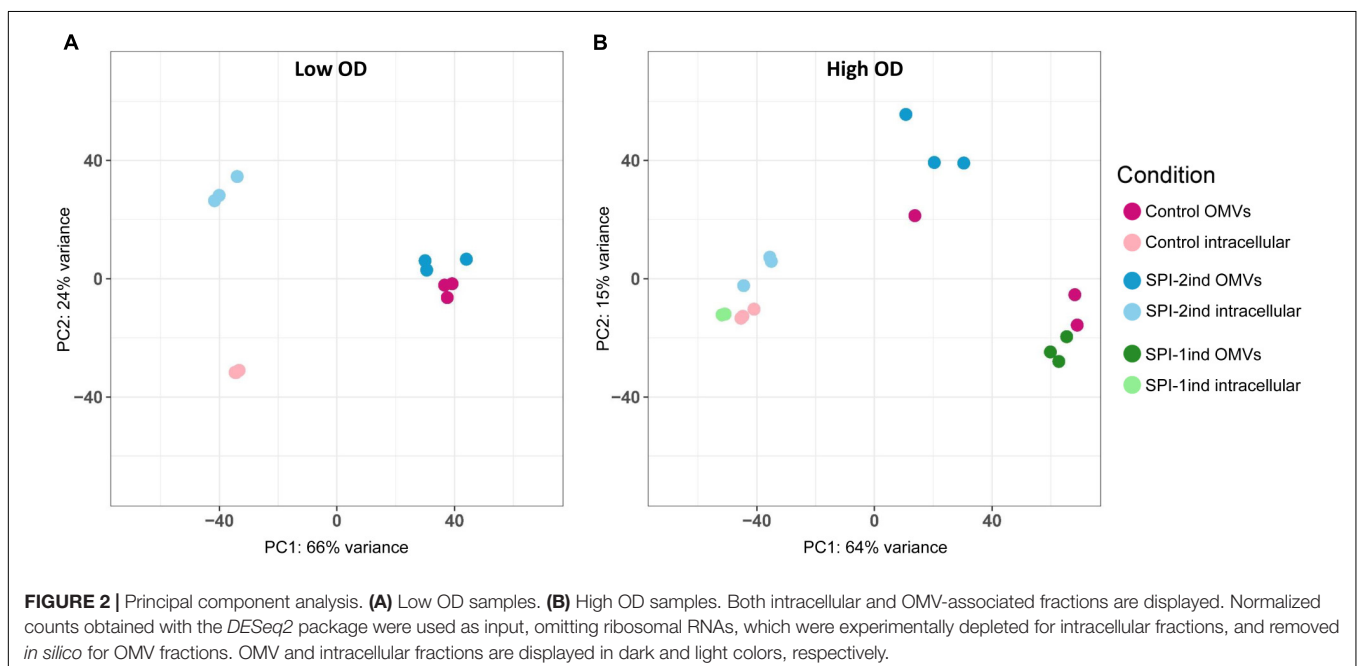 A
Low OD
40
0
−40
PC2: 24% variance
−40
0
40
PC1: 66% variance
B
High OD
40
0
−40
PC2: 15% variance
−40
0
40
PC1: 64% variance
Condition
Control OMVs
Control intracellular
SPI-2ind OMVs
SPI-2ind intracellular
SPI-1ind OMVs
SPI-1ind intracellular
FIGURE 2 | Principal component analysis. (A) Low OD samples. (B) High OD samples. Both intracellular and OMV-associated fractions are displayed. Normalized
counts obtained with the DESeq2 package were used as input, omitting ribosomal RNAs, which were experimentally depleted for intracellular fractions, and removed
in silico for OMV fractions. OMV and intracellular fractions are displayed in dark and light colors, respectively.